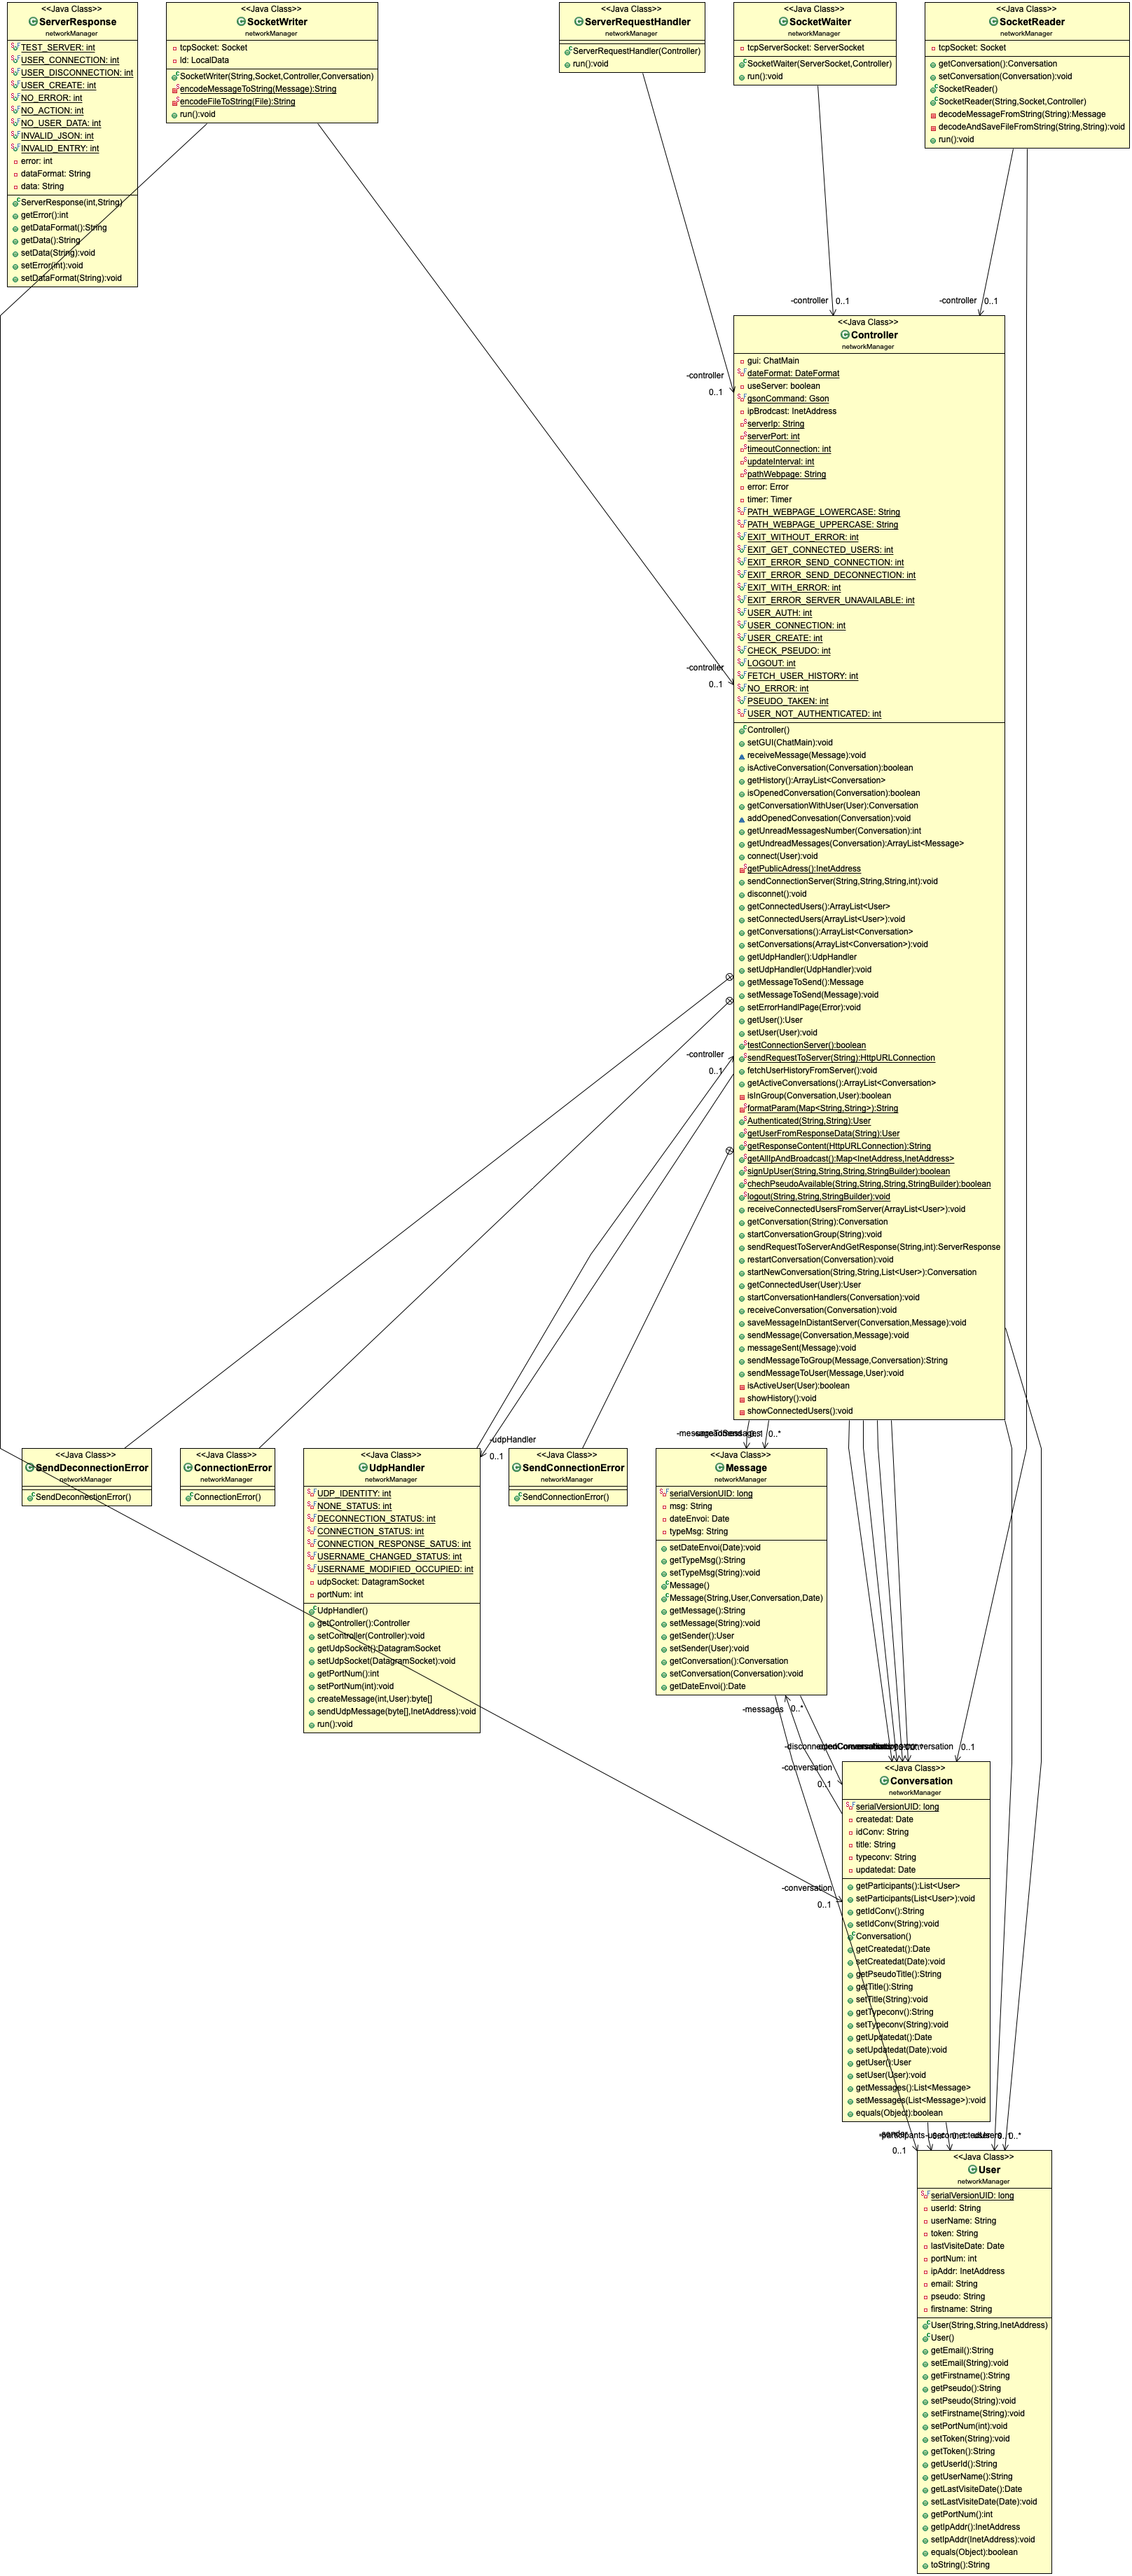 <<Java Class>>
ServerResponse
networkManager
TEST_SERVER: int
USER_CONNECTION: int
USER_DISCONNECTION: int
USER_CREATE: int
NO_ERROR: int
NO_ACTION: int
NO_USER_DATA: int
INVALID_JSON: int
INVALID_ENTRY: int
error: int
dataFormat: String
data: String
ServerResponse(int,String)
getError():int
getDataFormat():String
getData():String
setData(String):void
setError(int):void
setDataFormat(String):void
<<Java Class>>
SocketWriter
networkManager
tcpSocket: Socket
ld: LocalData
SocketWriter(String,Socket,Controller,Conversation)
encodeMessageToString(Message):String
encodeFileToString(File):String
run():void
<<Java Class>>
ServerRequestHandler
networkManager
ServerRequestHandler(Controller)
run():void
<<Java Class>>
SocketWaiter
networkManager
tcpServerSocket: ServerSocket
SocketWaiter(ServerSocket,Controller)
run():void
<<Java Class>>
SocketReader
networkManager
tcpSocket: Socket
getConversation():Conversation
setConversation(Conversation):void
SocketReader()
SocketReader(String,Socket,Controller)
decodeMessageFromString(String):Message
decodeAndSaveFileFromString(String,String):void
run():void
-controller 0..1
-controller 0..1
-controller
0..1
-controller
0..1
<<Java Class>>
Controller
networkManager
gui: ChatMain
dateFormat: DateFormat
useServer: boolean
gsonCommand: Gson
ipBrodcast: InetAddress
serverIp: String
serverPort: int
timeoutConnection: int
updateInterval: int
pathWebpage: String
error: Error
timer: Timer
PATH_WEBPAGE_LOWERCASE: String
PATH_WEBPAGE_UPPERCASE: String
EXIT_WITHOUT_ERROR: int
EXIT_GET_CONNECTED_USERS: int
EXIT_ERROR_SEND_CONNECTION: int
EXIT_ERROR_SEND_DECONNECTION: int
EXIT_WITH_ERROR: int
EXIT_ERROR_SERVER_UNAVAILABLE: int
USER_AUTH: int
USER_CONNECTION: int
USER_CREATE: int
CHECK_PSEUDO: int
LOGOUT: int
FETCH_USER_HISTORY: int
NO_ERROR: int
PSEUDO_TAKEN: int
USER_NOT_AUTHENTICATED: int
Controller()
setGUI(ChatMain):void
receiveMessage(Message):void
isActiveConversation(Conversation):boolean
getHistory():ArrayList<Conversation>
isOpenedConversation(Conversation):boolean
getConversationWithUser(User):Conversation
addOpenedConvesation(Conversation):void
getUnreadMessagesNumber(Conversation):int
getUndreadMessages(Conversation):ArrayList<Message>
connect(User):void
getPublicAdress():InetAddress
sendConnectionServer(String,String,String,int):void
disconnet():void
getConnectedUsers():ArrayList<User>
setConnectedUsers(ArrayList<User>):void
getConversations():ArrayList<Conversation>
setConversations(ArrayList<Conversation>):void
getUdpHandler():UdpHandler
setUdpHandler(UdpHandler):void
getMessageToSend():Message
setMessageToSend(Message):void
setErrorHandlPage(Error):void
getUser():User
setUser(User):void
testConnectionServer():boolean
sendRequestToServer(String):HttpURLConnection
fetchUserHistoryFromServer():void
getActiveConversations():ArrayList<Conversation>
isInGroup(Conversation,User):boolean
formatParam(Map<String,String>):String
Authenticated(String,String):User
getUserFromResponseData(String):User
getResponseContent(HttpURLConnection):String
getAllIpAndBroadcast():Map<InetAddress,InetAddress>
signUpUser(String,String,String,StringBuilder):boolean
chechPseudoAvailable(String,String,String,StringBuilder):boolean
logout(String,String,StringBuilder):void
receiveConnectedUsersFromServer(ArrayList<User>):void
getConversation(String):Conversation
startConversationGroup(String):void
sendRequestToServerAndGetResponse(String,int):ServerResponse
restartConversation(Conversation):void
startNewConversation(String,String,List<User>):Conversation
getConnectedUser(User):User
startConversationHandlers(Conversation):void
receiveConversation(Conversation):void
saveMessageInDistantServer(Conversation,Message):void
sendMessage(Conversation,Message):void
messageSent(Message):void
sendMessageToGroup(Message,Conversation):String
sendMessageToUser(Message,User):void
isActiveUser(User):boolean
showHistory():void
showConnectedUsers():void
-controller
0..1
-udpHandler
0..1
0..*
<<Java Class>>
SendDeconnectionError
networkManager
SendDeconnectionError()
<<Java Class>>
ConnectionError
networkManager
ConnectionError()
<<Java Class>>
UdpHandler
networkManager
UDP_IDENTITY: int
NONE_STATUS: int
DECONNECTION_STATUS: int
CONNECTION_STATUS: int
CONNECTION_RESPONSE_SATUS: int
USERNAME_CHANGED_STATUS: int
USERNAME_MODIFIED_OCCUPIED: int
udpSocket: DatagramSocket
portNum: int
UdpHandler()
getController():Controller
setController(Controller):void
getUdpSocket():DatagramSocket
setUdpSocket(DatagramSocket):void
getPortNum():int
setPortNum(int):void
createMessage(int,User):byte[]
sendUdpMessage(byte[],InetAddress):void
run():void
<<Java Class>>
SendConnectionError
networkManager
SendConnectionError()
<<Java Class>>
Message
networkManager
serialVersionUID: long
msg: String
dateEnvoi: Date
typeMsg: String
setDateEnvoi(Date):void
getTypeMsg():String
setTypeMsg(String):void
Message()
Message(String,User,Conversation,Date)
getMessage():String
setMessage(String):void
getSender():User
setSender(User):void
getConversation():Conversation
setConversation(Conversation):void
getDateEnvoi():Date
-messages 0..*
0..1
-conversation
0..1
-conversation
0..1
<<Java Class>>
Conversation
networkManager
serialVersionUID: long
createdat: Date
idConv: String
title: String
typeconv: String
updatedat: Date
getParticipants():List<User>
setParticipants(List<User>):void
getIdConv():String
setIdConv(String):void
Conversation()
getCreatedat():Date
setCreatedat(Date):void
getPseudoTitle():String
getTitle():String
setTitle(String):void
getTypeconv():String
setTypeconv(String):void
getUpdatedat():Date
setUpdatedat(Date):void
getUser():User
setUser(User):void
getMessages():List<Message>
setMessages(List<Message>):void
equals(Object):boolean
0..*
0..1
<<Java Class>>
User
networkManager
serialVersionUID: long
userId: String
userName: String
token: String
lastVisiteDate: Date
portNum: int
ipAddr: InetAddress
email: String
pseudo: String
firstname: String
User(String,String,InetAddress)
User()
getEmail():String
setEmail(String):void
getFirstname():String
getPseudo():String
setPseudo(String):void
setFirstname(String):void
setPortNum(int):void
setToken(String):void
getToken():String
getUserId():String
getUserName():String
getLastVisiteDate():Date
setLastVisiteDate(Date):void
getPortNum():int
getIpAddr():InetAddress
setIpAddr(InetAddress):void
equals(Object):boolean
toString():String